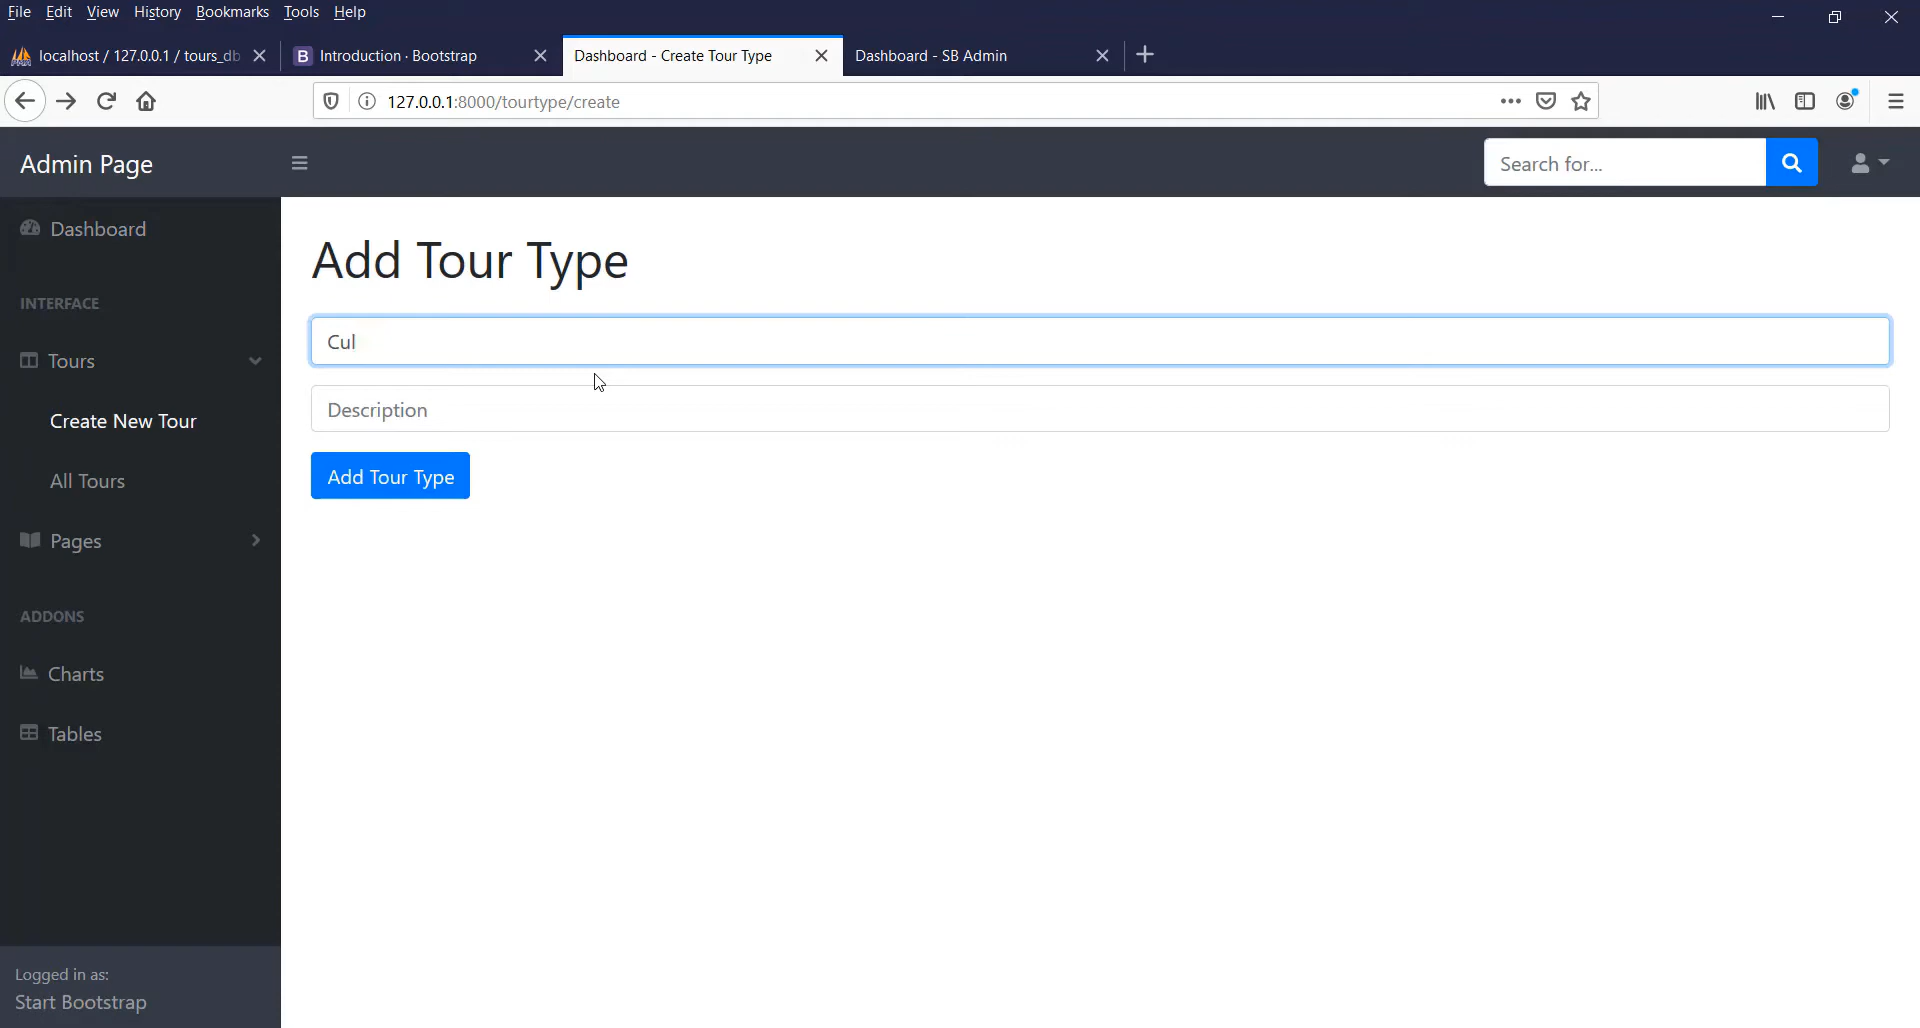 File Edit View History Bookmarks Tools Help
localhost / 127.0.0.1 / tours_db
Introduction · Bootstrap
Dashboard - Create Tour Type
Dashboard - SB Admin
127.0.0.1:8000/tourtype/create
Admin Page
Search for...
Dashboard
INTERFACE
Tours
Create New Tour
All Tours
Pages
ADDONS
Charts
Tables
Logged in as:
Start Bootstrap
Add Tour Type
Cul
Description
Add Tour Type